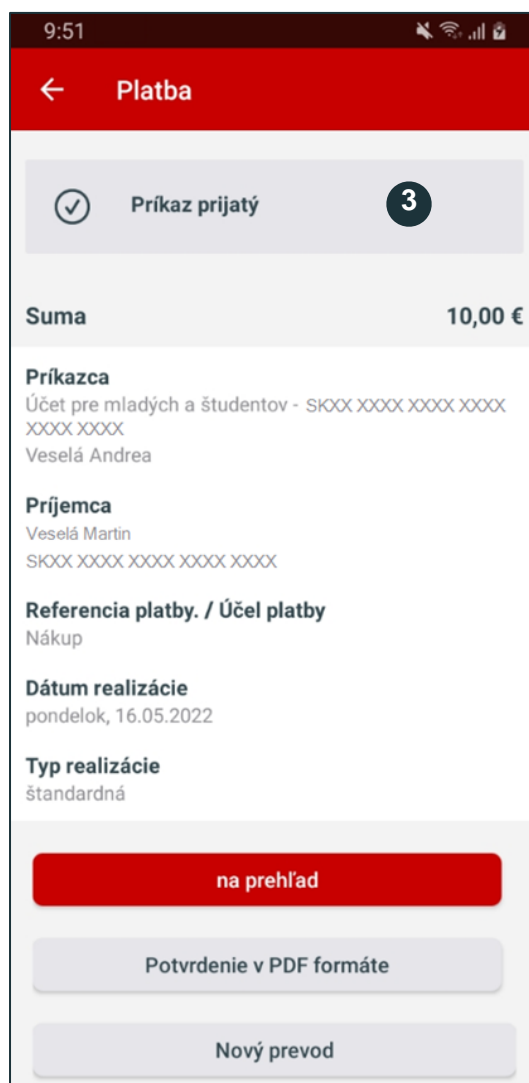 9:51
Platba
Príkaz prijatý
3
Suma 10,00 €
Príkazca
Účet pre mladých a študentov - SKXX XXXX XXXX XXXX
XXXX XXXX
Veselá Andrea
Príjemca
Veselá Martin
SKXX XXXX XXXX XXXX XXXX
Referencia platby. / Účel platby
Nákup
Dátum realizácie
pondelok, 16.05.2022
Typ realizácie
štandardná
na prehľad
Potvrdenie v PDF formáte
Nový prevod